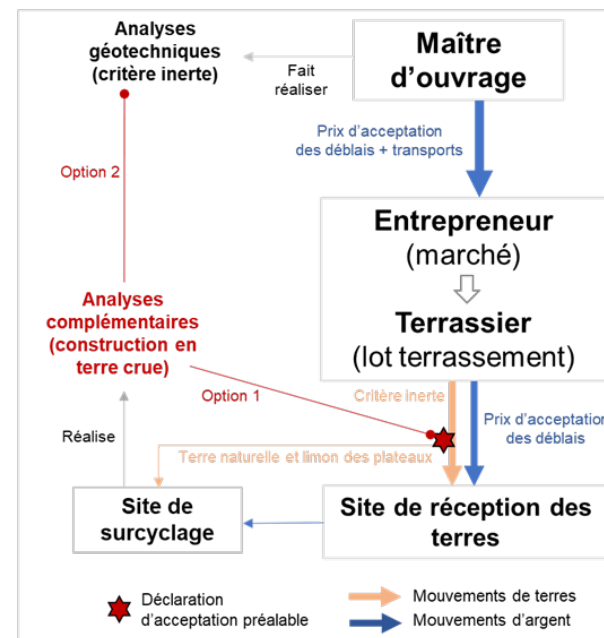 Analyses
géotechniques
(critère inerte)
Fait
réaliser
Maître
d’ouvrage
Prix d’acceptation
des déblais + transports
Option 2
Entrepreneur
(marché)
Terrassier
(lot terrassement)
Analyses
complémentaires
(construction en
terre crue)
Option 1
Critère inerte
Prix d’acceptation
des déblais
Réalise
Terre naturelle et limon des plateaux
Site de
surcyclage
Site de réception des
terres
Déclaration
d’acceptation préalable
Mouvements de terres
Mouvements d’argent